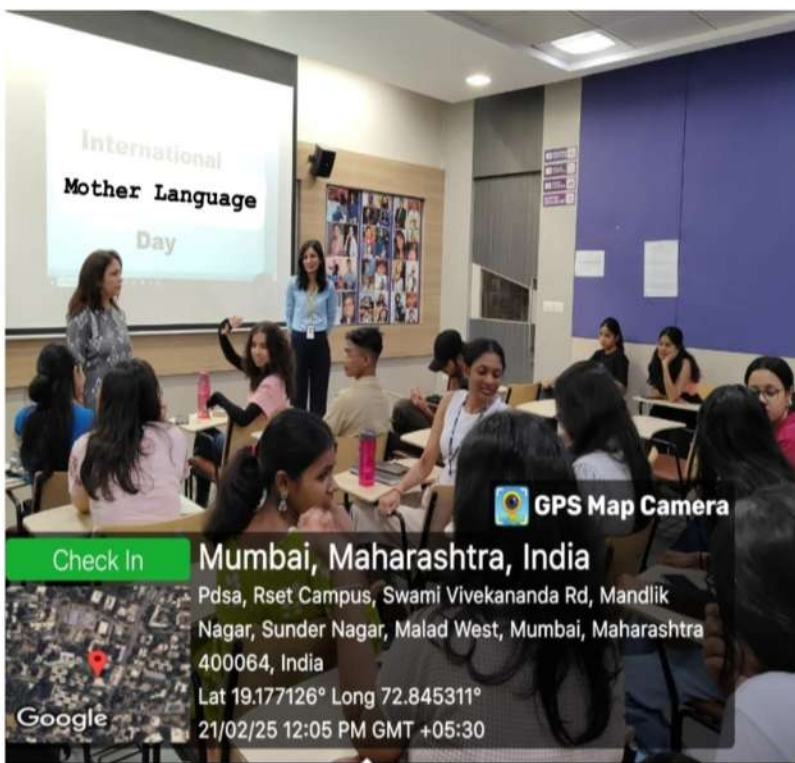 International
Mother Language
Day
GPS Map Camera
Check In
Mumbai, Maharashtra, India
Pdsa, Rset Campus, Swami Vivekananda Rd, Mandlik
Nagar, Sunder Nagar, Malad West, Mumbai, Maharashtra
400064, India
Lat 19.177126° Long 72.845311°
21/02/25 12:05 PM GMT +05:30
Google